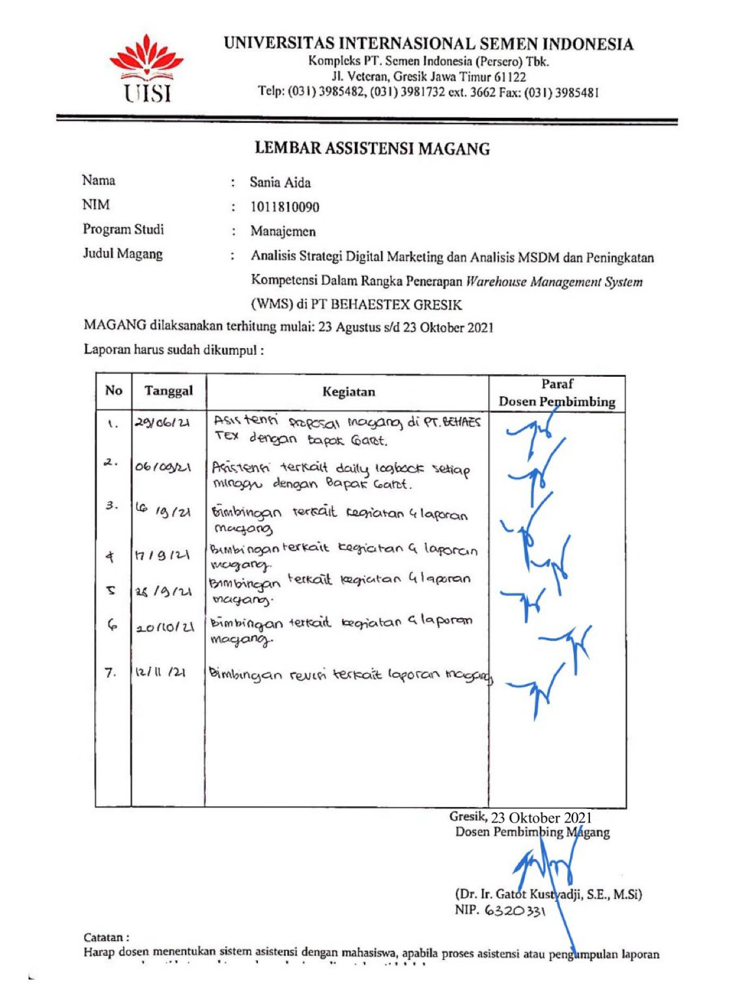 UISI
UNIVERSITAS INTERNASIONAL SEMEN INDONESIA
Kompleks PT. Semen Indonesia (Persero) Tbk.
Jl. Veteran, Gresik Jawa Timur 61122
Telp: (031) 3985482, (031) 3981732 ext. 3662 Fax: (031) 3985481
LEMBAR ASSISTENSI MAGANG
Nama : Sania Aida
NIM : 1011810090
Program Studi : Manajemen
Judul Magang : Analisis Strategi Digital Marketing dan Analisis MSDM dan Peningkatan
Kompetensi Dalam Rangka Penerapan Warehouse Management System
(WMS) di PT BEHAESTEX GRESIK
MAGANG dilaksanakan terhitung mulai: 23 Agustus s/d 23 Oktober 2021
Laporan harus sudah dikumpul :
No Tanggal Kegiatan Paraf
Dosen Pembimbing
1. 29/06/21 Asistensi proposal magang di PT. BEHAES
TEX dengan bapak Gatot.
2. 06/09/21 Asistensi terkait daily logbook setiap
minggu dengan Bapak Gatot.
3. 16/9/21 Bimbingan terkait kegiatan & laporan
magang
4 17/9/21 Bimbingan terkait kegiatan & laporan
magang.
5 /9/21 Bimbingan terkait kegiatan & laporan
magang.
6 20/10/21 Bimbingan terkait kegiatan & laporan
magang.
7. 12/11/21 Bimbingan revisi terkait laporan magang
Gresik, 23 Oktober 2021
Dosen Pembimbing Magang
(Dr. Ir. Gatot Kustyadji, S.E., M.Si)
NIP. 6320331
Catatan :
Harap dosen menentukan sistem asistensi dengan mahasiswa, apabila proses asistensi atau pengumpulan laporan